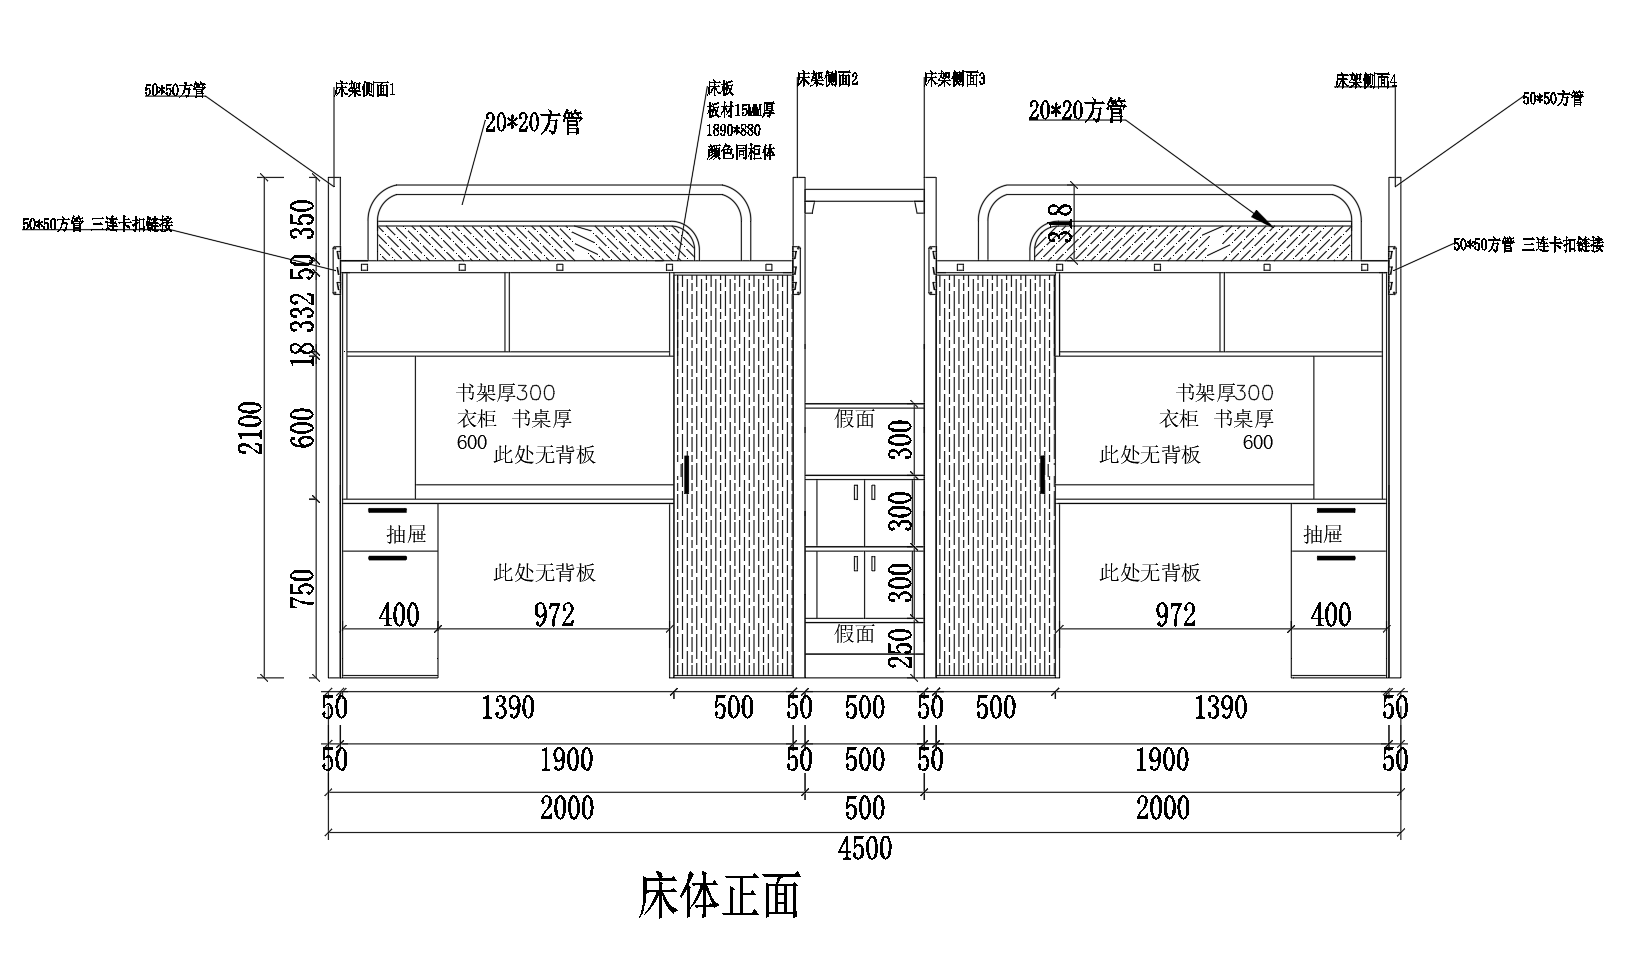 50*50方管
床架侧面1
20*20方管
床板
板材15MM厚
1890*880
颜色同柜体
床架侧面2
床架侧面3
20*20方管
床架侧面4
50*50方管
50*50方管 三连卡扣链接
50*50方管 三连卡扣链接
2100
350
50
332
18
600
750
318
书架厚300
衣柜 书桌厚
600
此处无背板
抽屉
此处无背板
400
972
假面
300
300
300
假面
250
书架厚300
衣柜 书桌厚
600
此处无背板
抽屉
此处无背板
972
400
50 1390 500 50 500 50 500 1390 50
50 1900 50 500 50 1900 50
2000 500 2000
4500
床体正面